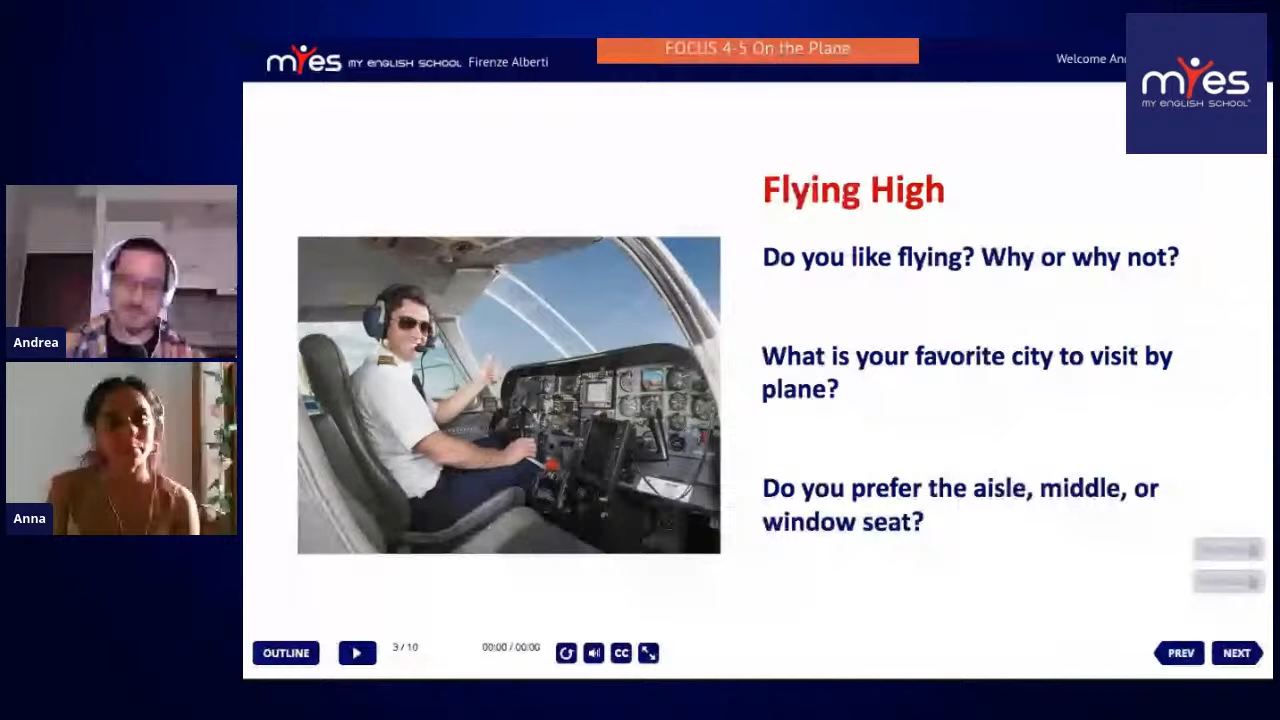 FOCUS 4-5 On the Plane
myes MY ENGLISH SCHOOL Firenze Alberti
Welcome And
myes
MY ENGLISH SCHOOL
Flying High
Do you like flying? Why or why not?
What is your favorite city to visit by
plane?
Do you prefer the aisle, middle, or
window seat?
Andrea
Anna
OUTLINE
3 / 10
00:00 / 00:00
CC
PREV
NEXT